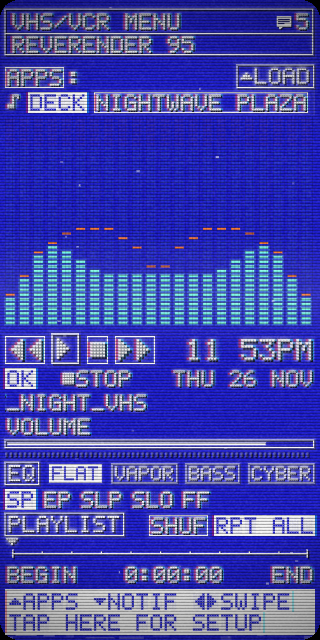 VHS/VCR MENU 5
REVERENDER 95
APPS: LOAD
DECK NIGHTWAVE PLAZA
11 53PM
OK STOP THU 26 NOV
_NIGHT_VHS
VOLUME
EQ FLAT VAPOR BASS CYBER
SP EP SLP SLO FF
PLAYLIST SHUF RPT ALL
BEGIN 0:00:00 END
APPS NOTIF SWIPE
TAP HERE FOR SETUP